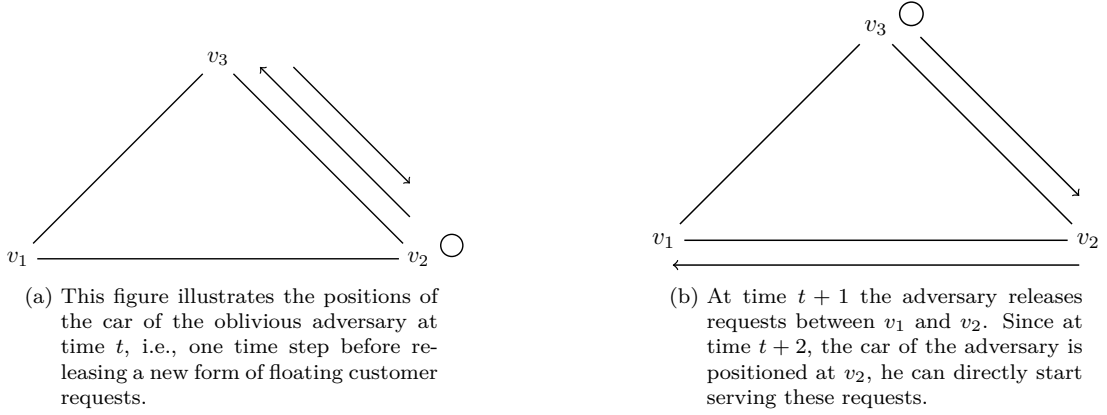 v3
v1
v2
(a) This figure illustrates the positions of
the car of the oblivious adversary at
time t, i.e., one time step before re-
leasing a new form of floating customer
requests.
v3
v1
v2
(b) At time t + 1 the adversary releases
requests between v1 and v2. Since at
time t + 2, the car of the adversary is
positioned at v2, he can directly start
serving these requests.